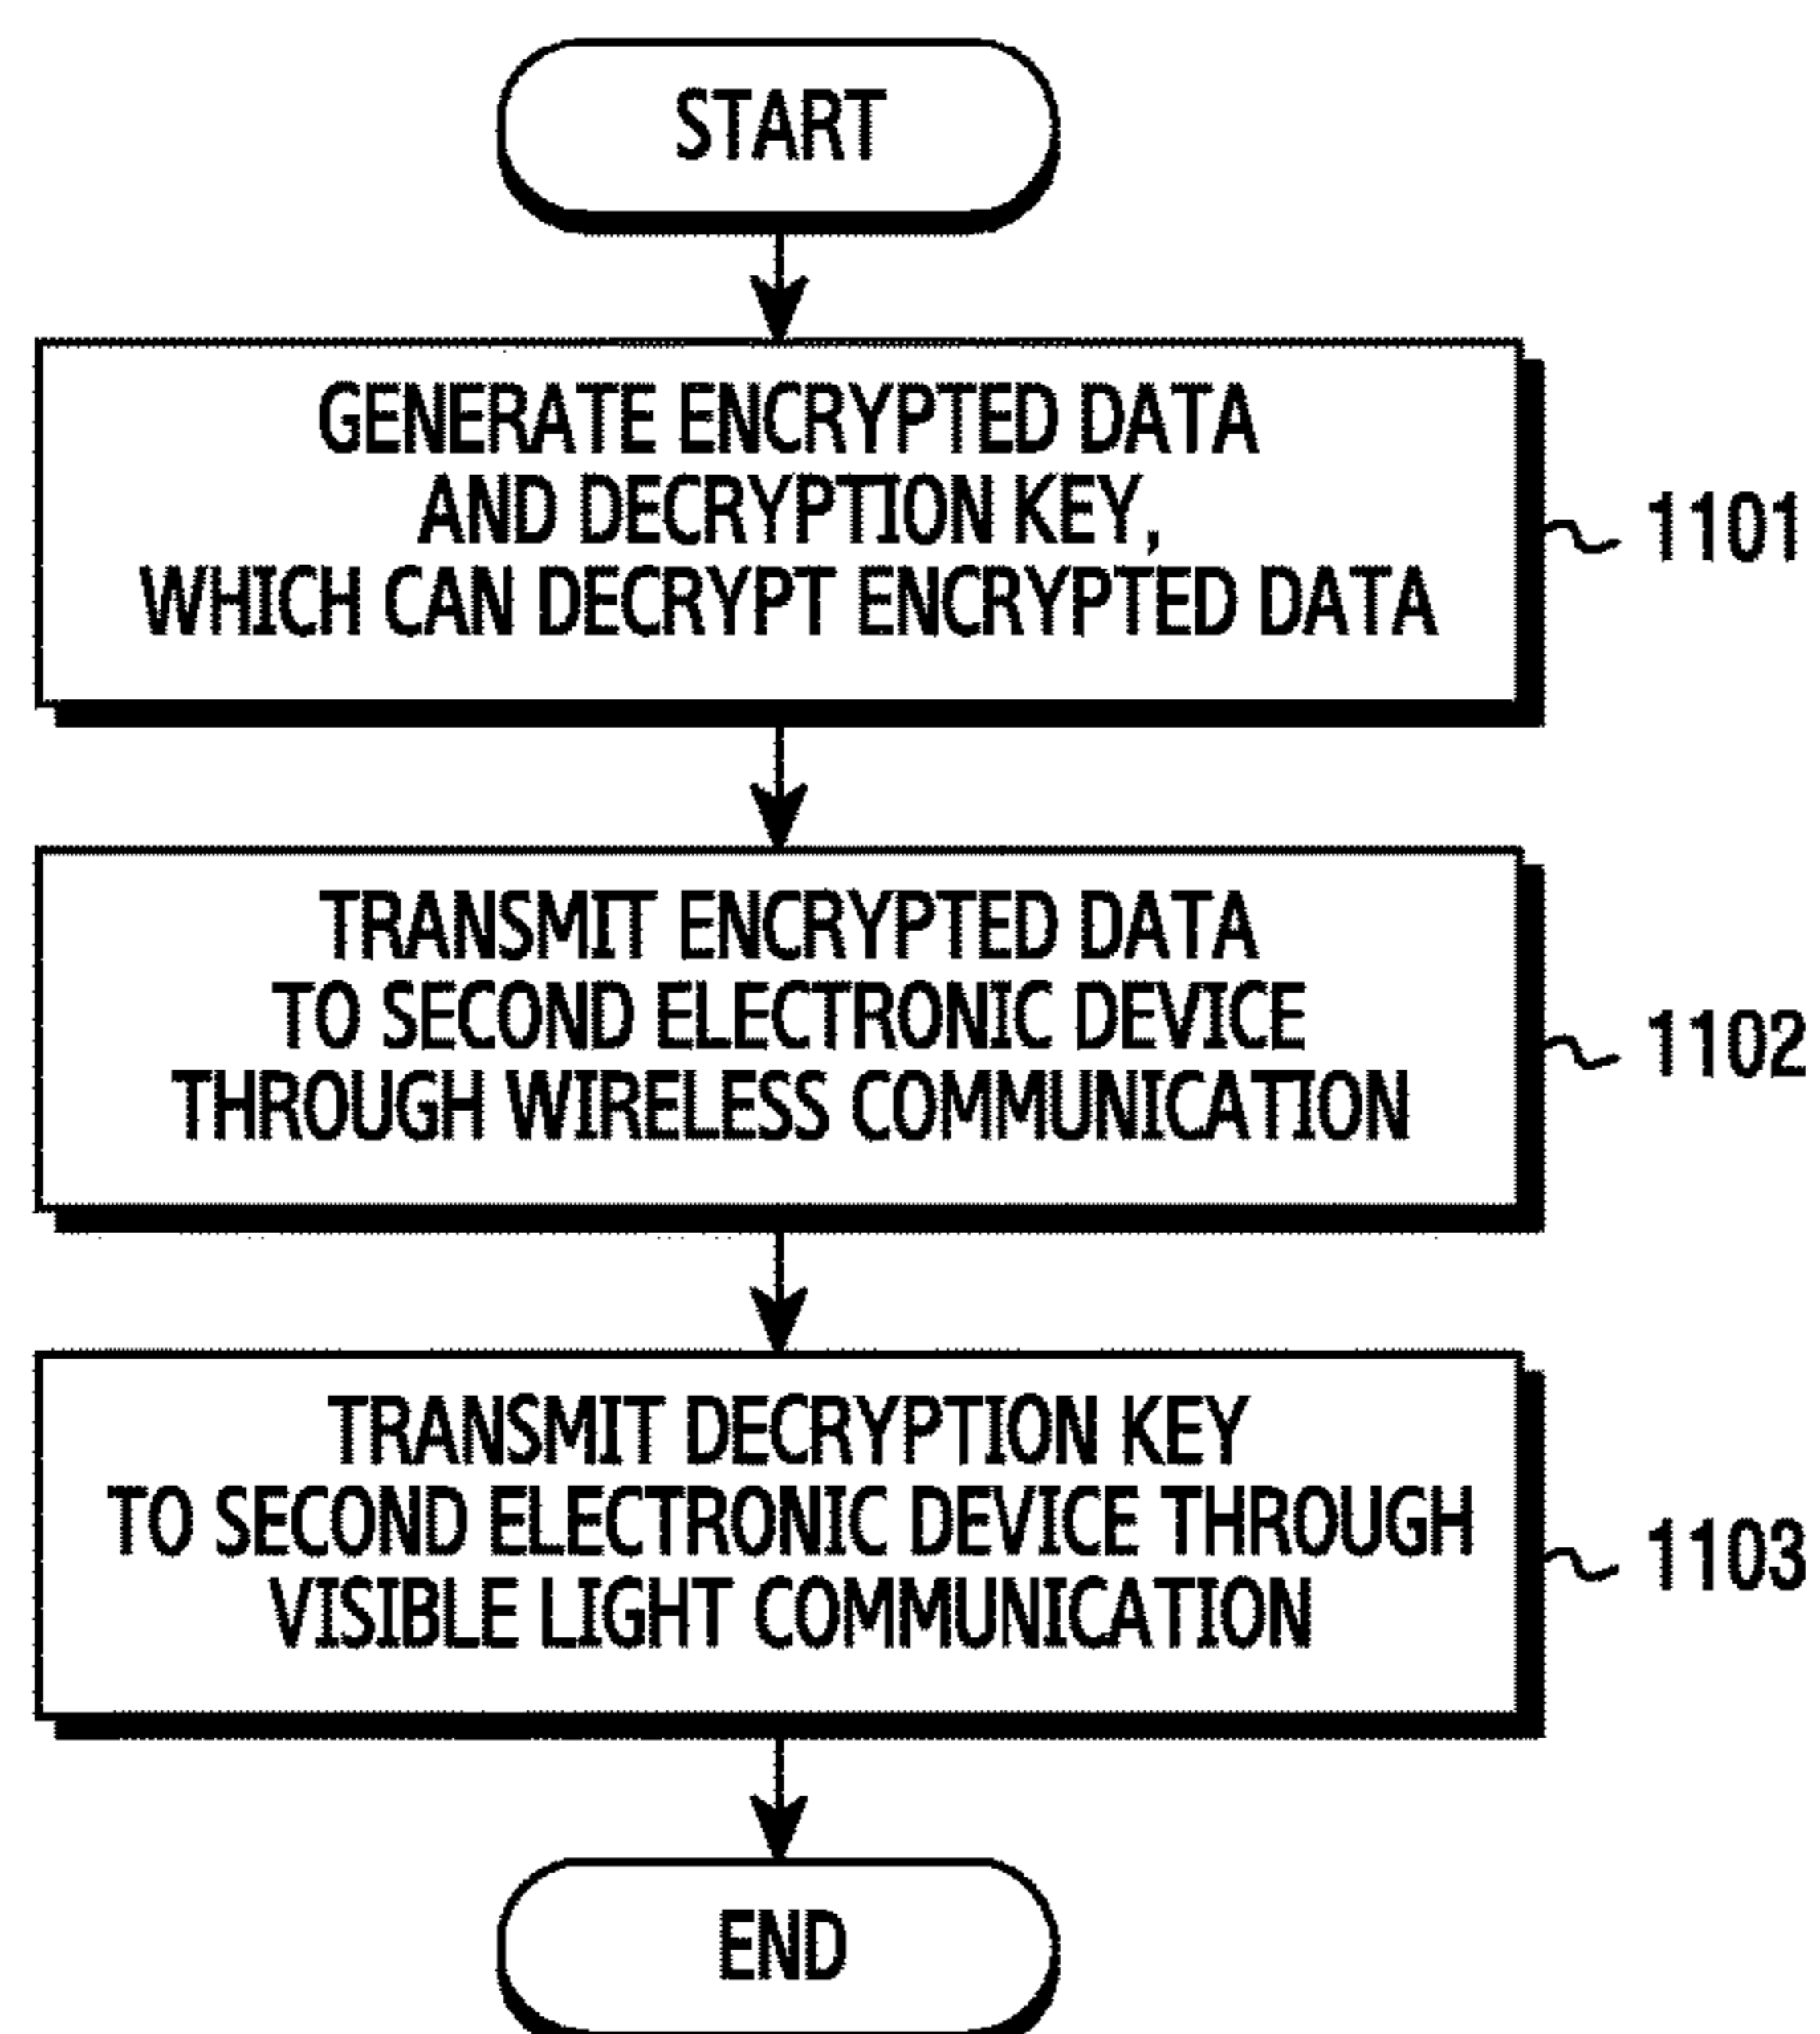 START
GENERATE ENCRYPTED DATA
AND DECRYPTION KEY,
WHICH CAN DECRYPT ENCRYPTED DATA
1101
TRANSMIT ENCRYPTED DATA
TO SECOND ELECTRONIC DEVICE
THROUGH WIRELESS COMMUNICATION
1102
TRANSMIT DECRYPTION KEY
TO SECOND ELECTRONIC DEVICE THROUGH
VISIBLE LIGHT COMMUNICATION
1103
END